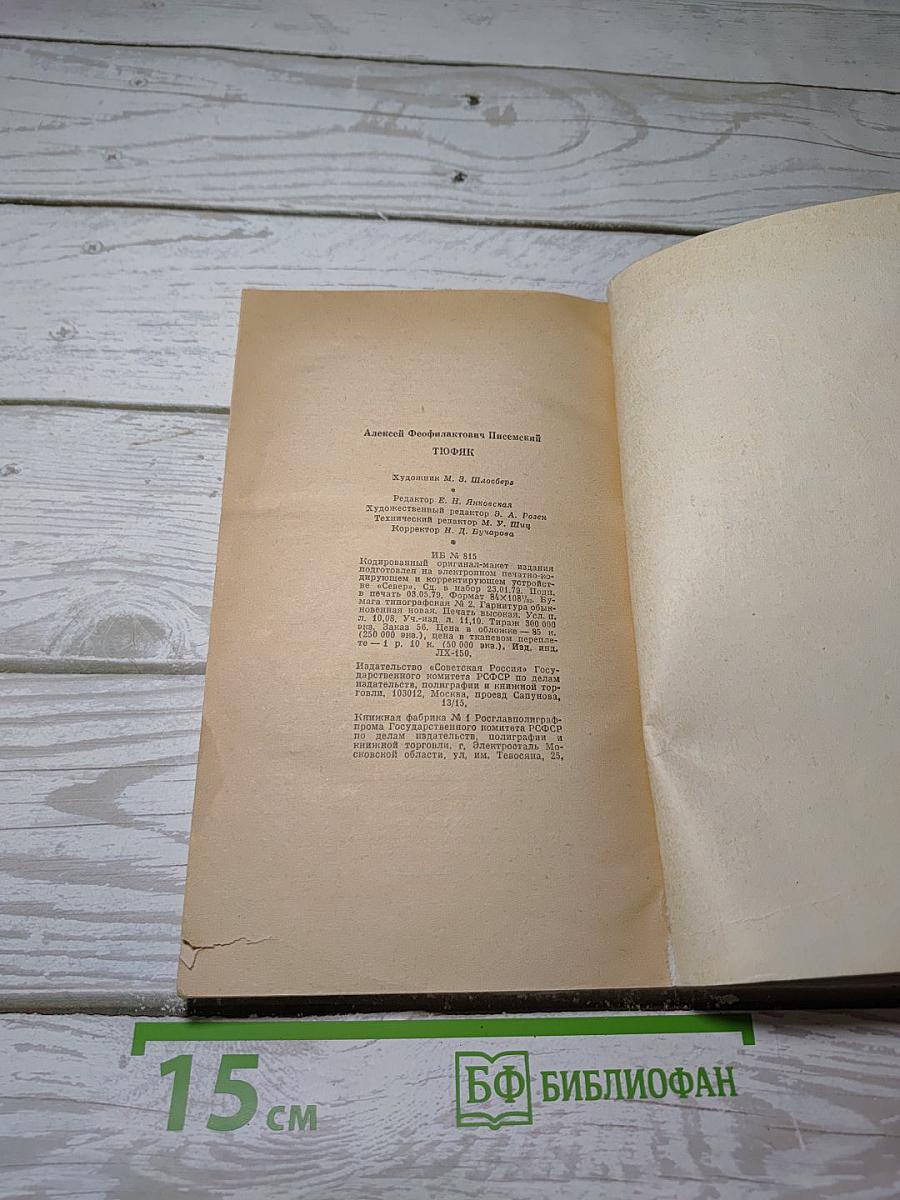 Алексей Феофилактович Писемский
ТЮФЯК
Художник М. З. Шлосберг
*
Редактор Е. Н. Янковская
Художественный редактор Э. А. Розен
Технический редактор М. У. Шиц
Корректор Н. Д. Бучарова
*
ИБ № 815
Кодированный оригинал-макет издания
подготовлен на электронном печатно-ко-
дирующем и корректирующем устройст-
ве «Север». Сд. в набор 23.01.79. Подп.
в печать 03.05.79. Формат 84×108¹/₃₂. Бу-
мага типографская № 2. Гарнитура обык-
новенная новая. Печать высокая. Усл. п.
л. 10,08. Уч.-изд. л. 11,10. Тираж 300 000
экз. Заказ 56. Цена в обложке — 85 к.
(250 000 экз.), цена в тканевом перепле-
те — 1 р. 10 к. (50 000 экз.). Изд. инд.
ЛХ-150.
Издательство «Советская Россия» Госу-
дарственного комитета РСФСР по делам
издательств, полиграфии и книжной тор-
говли. 103012, Москва, проезд Сапунова,
13/15.
Книжная фабрика № 1 Росглавполиграф-
прома Государственного комитета РСФСР
по делам издательств, полиграфии и
книжной торговли, г. Электросталь Мо-
сковской области, ул. им. Тевосяна, 25.
15 см
БФ БИБЛИОФАН